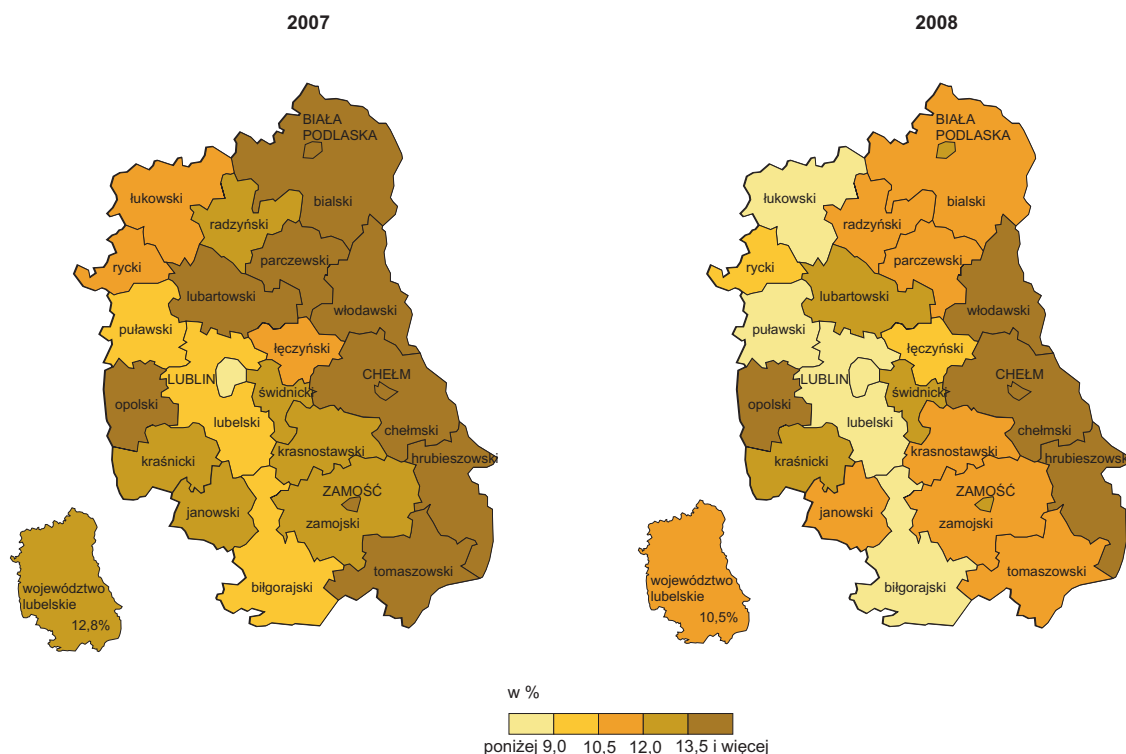 2007
BIAŁA
PODLASKA
łukowski
bialski
radzyński
rycki
parczewski
lubartowski
włodawski
puławski
łęczyński
LUBLIN
CHEŁM
opolski
świdnicki
lubelski
chełmski
kraśnicki
krasnostawski
hrubieszowski
ZAMOŚĆ
janowski
zamojski
biłgorajski
tomaszowski
województwo
lubelskie
12,8%
2008
BIAŁA
PODLASKA
łukowski
bialski
radzyński
rycki
parczewski
lubartowski
włodawski
puławski
łęczyński
LUBLIN
CHEŁM
opolski
świdnicki
lubelski
chełmski
kraśnicki
krasnostawski
hrubieszowski
ZAMOŚĆ
janowski
zamojski
biłgorajski
tomaszowski
województwo
lubelskie
10,5%
w %
poniżej 9,0 10,5 12,0 13,5 i więcej